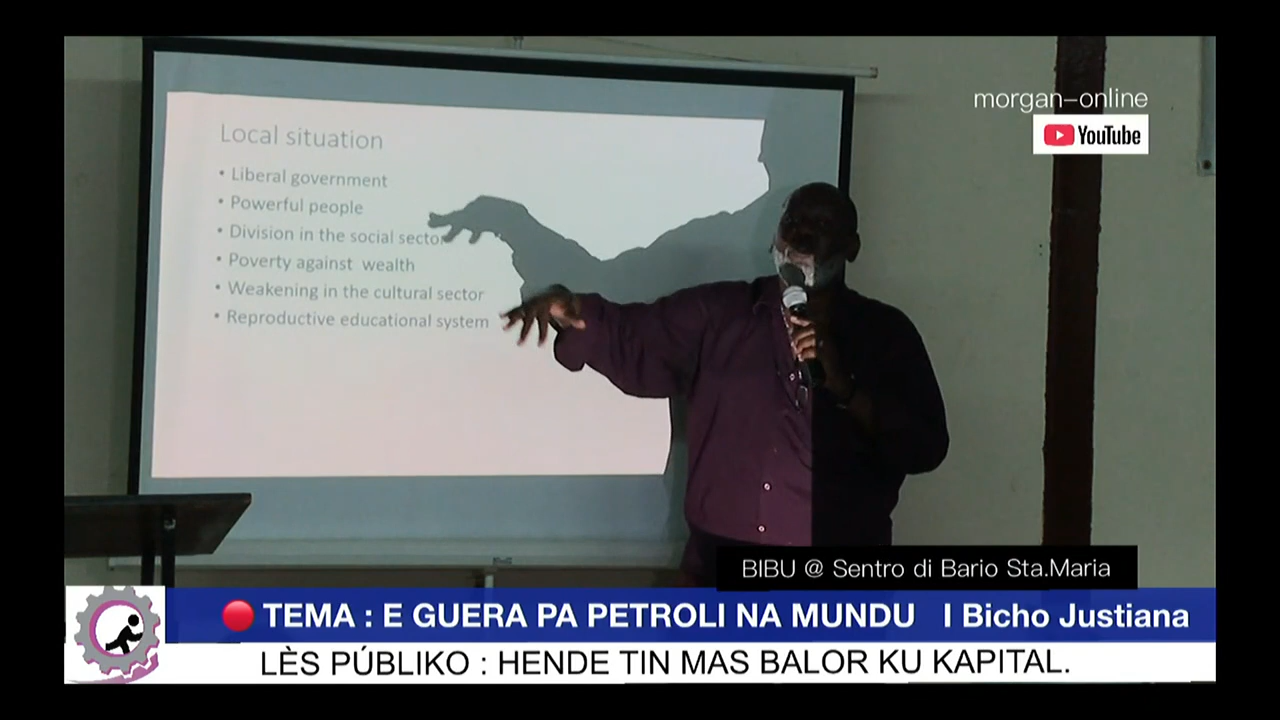 Local situation
• Liberal government
• Powerful people
• Division in the social sector
• Poverty against wealth
• Weakening in the cultural sector
• Reproductive educational system
morgan-online
YouTube
BIBU @ Sentro di Bario Sta.Maria
TEMA : E GUERA PA PETROLI NA MUNDU I Bicho Justiana
LÈS PÚBLIKO : HENDE TIN MAS BALOR KU KAPITAL.